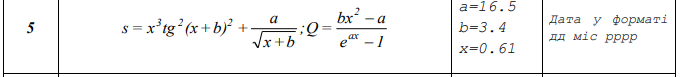 5
s = x³tg²(x+b)² + a/√(x+b) ; Q = (bx² − a)/(e^(ax) − 1)
a=16.5
b=3.4
x=0.61
Дата у форматі
дд міс рррр